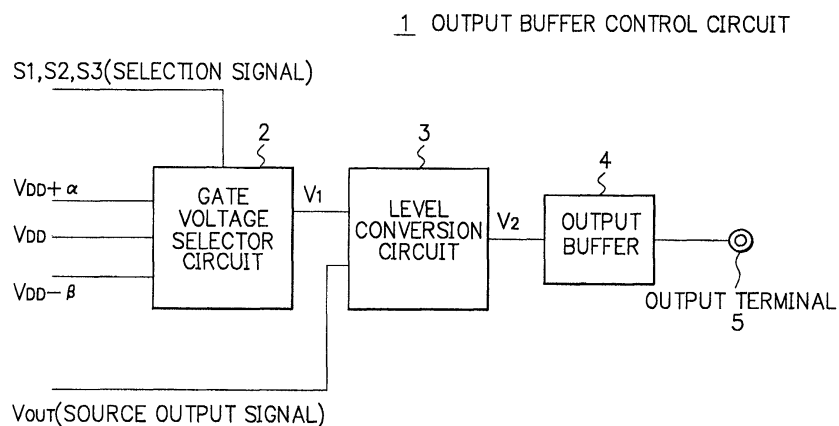 1 OUTPUT BUFFER CONTROL CIRCUIT
S1,S2,S3(SELECTION SIGNAL)
2
3
4
VDD+α
VDD
VDD-β
GATE
VOLTAGE
SELECTOR
CIRCUIT
V1
LEVEL
CONVERSION
CIRCUIT
V2
OUTPUT
BUFFER
OUTPUT TERMINAL
5
VOUT(SOURCE OUTPUT SIGNAL)